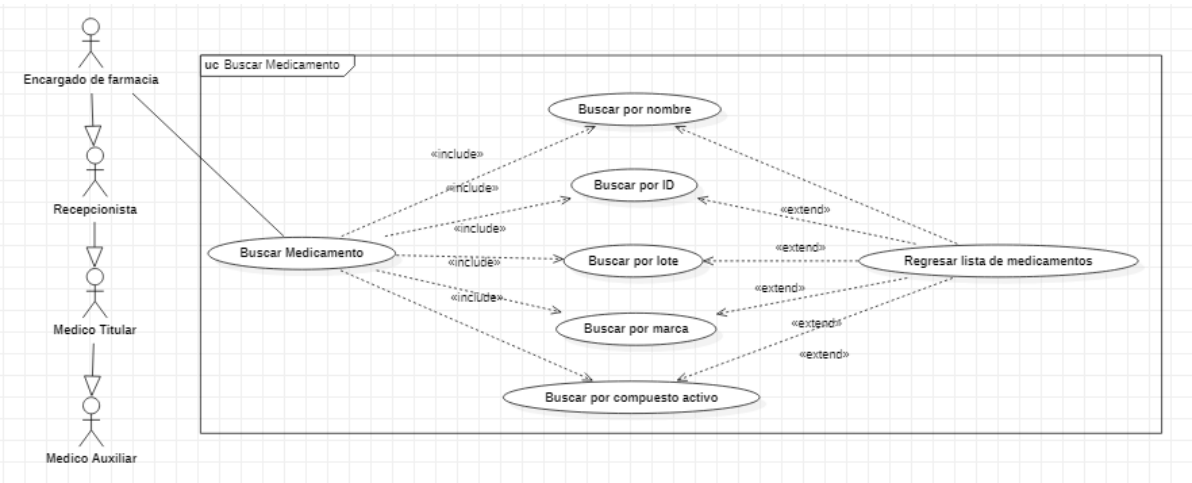 Encargado de farmacia
Recepcionista
Medico Titular
Medico Auxiliar
uc Buscar Medicamento
Buscar por nombre
«include»
«include»
Buscar por ID
«extend»
«include»
Buscar Medicamento
«include»
Buscar por lote
«extend»
Regresar lista de medicamentos
«extend»
«include»
Buscar por marca
«extend»
«extend»
Buscar por compuesto activo